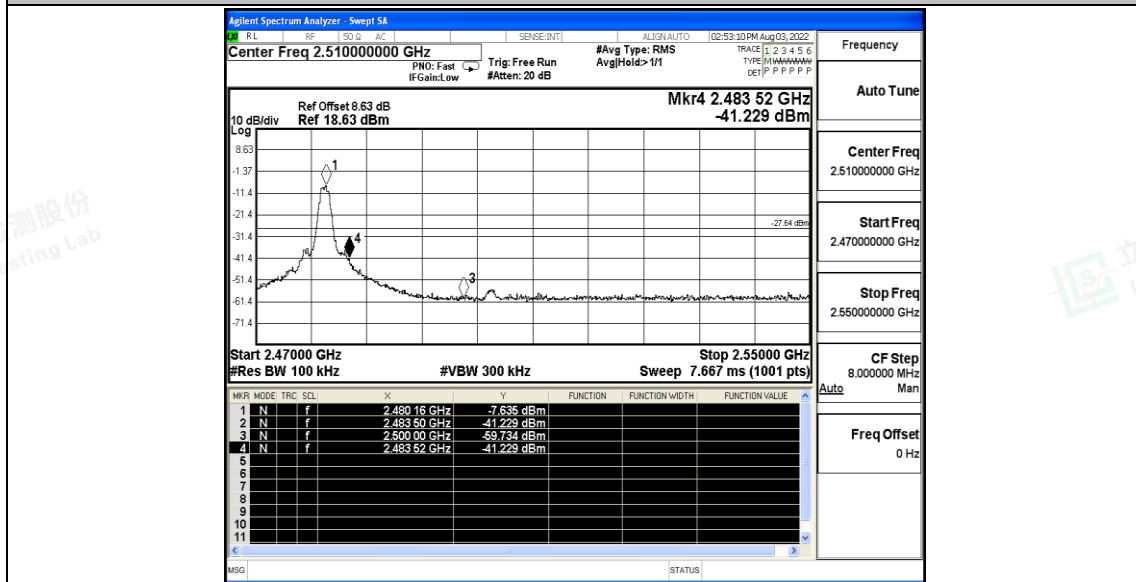 Agilent Spectrum Analyzer - Swept SA
RL RF 50 Ω AC SENSE:INT ALIGNAUTO 02:53:10 PM Aug 03, 2022
Center Freq 2.510000000 GHz
PNO: Fast
IFGain:Low
Trig: Free Run
#Atten: 20 dB
#Avg Type: RMS
Avg|Hold:>1/1
TRACE 1 2 3 4 5 6
TYPE M WWWWW
DET P P P P P P
Ref Offset 8.63 dB
10 dB/div Ref 18.63 dBm
Log
Mkr4 2.483 52 GHz
-41.229 dBm
8.63
-1.37
-11.4
-21.4
-31.4
-41.4
-51.4
-61.4
-71.4
1
4
3
-27.64 dBm
Start 2.47000 GHz Stop 2.55000 GHz
#Res BW 100 kHz #VBW 300 kHz Sweep 7.667 ms (1001 pts)
MKR MODE TRC SCL X Y FUNCTION FUNCTION WIDTH FUNCTION VALUE
1 N f 2.480 16 GHz -7.635 dBm
2 N f 2.483 50 GHz -41.229 dBm
3 N f 2.500 00 GHz -59.734 dBm
4 N f 2.483 52 GHz -41.229 dBm
5
6
7
8
9
10
11
MSG STATUS
Frequency
Auto Tune
Center Freq
2.510000000 GHz
Start Freq
2.470000000 GHz
Stop Freq
2.550000000 GHz
CF Step
8.000000 MHz
Auto Man
Freq Offset
0 Hz
检测股份
esting Lab